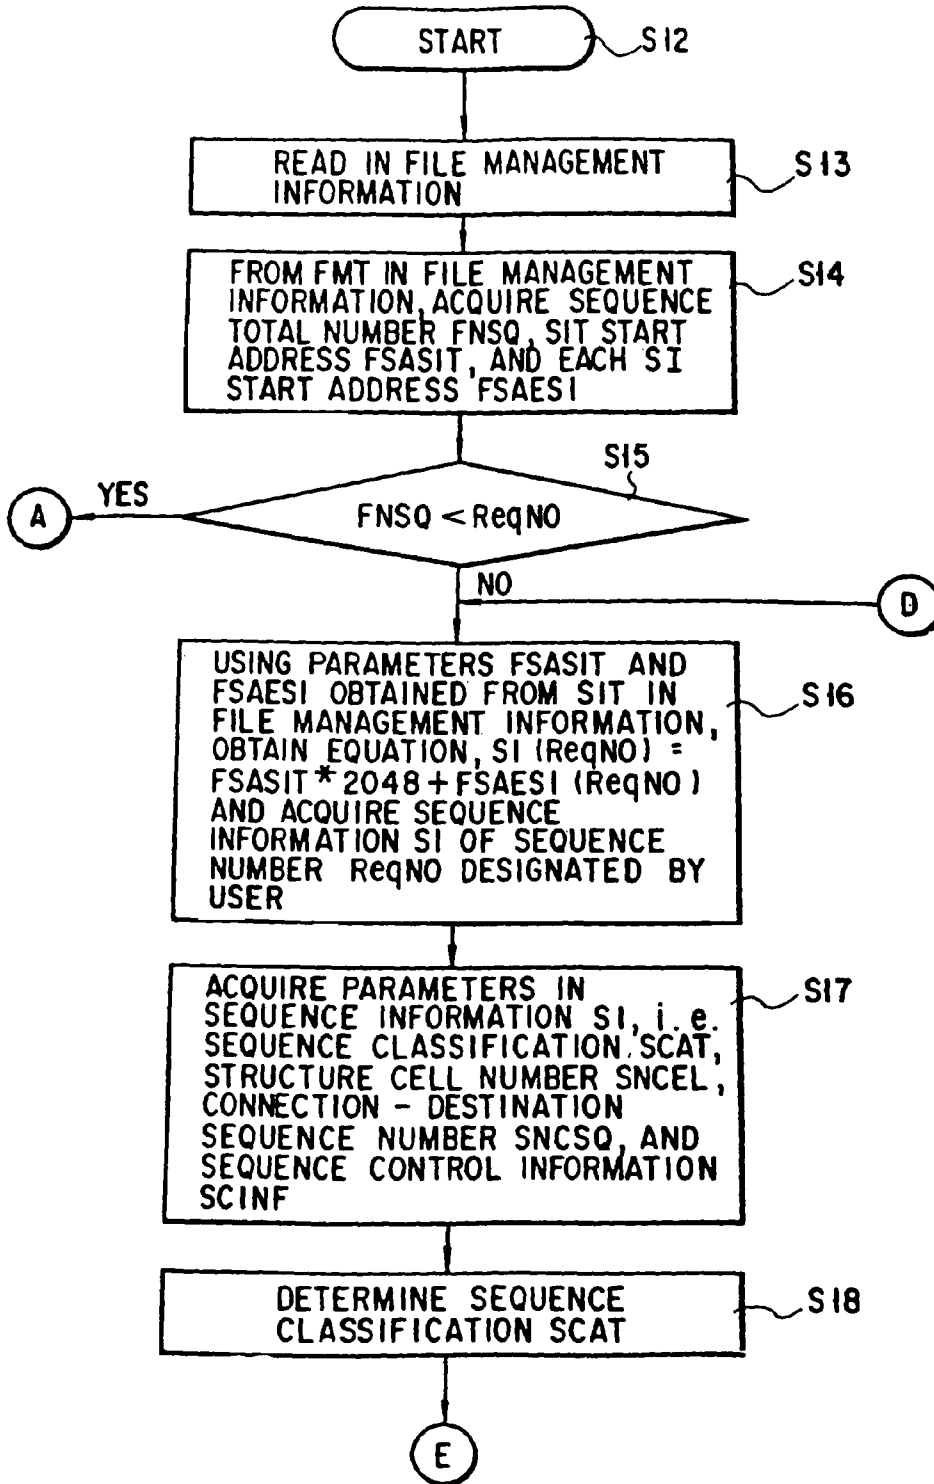 START
S12
READ IN FILE MANAGEMENT
INFORMATION
S13
FROM FMT IN FILE MANAGEMENT
INFORMATION, ACQUIRE SEQUENCE
TOTAL NUMBER FNSQ, SIT START
ADDRESS FSASIT, AND EACH SI
START ADDRESS FSAESI
S14
S15
A
YES
FNSQ < ReqNO
NO
D
USING PARAMETERS FSASIT AND
FSAESI OBTAINED FROM SIT IN
FILE MANAGEMENT INFORMATION,
OBTAIN EQUATION, SI (ReqNO) =
FSASIT * 2048 + FSAESI (ReqNO)
AND ACQUIRE SEQUENCE
INFORMATION SI OF SEQUENCE
NUMBER ReqNO DESIGNATED BY
USER
S16
ACQUIRE PARAMETERS IN
SEQUENCE INFORMATION SI, i.e.
SEQUENCE CLASSIFICATION SCAT,
STRUCTURE CELL NUMBER SNCEL,
CONNECTION - DESTINATION
SEQUENCE NUMBER SNCSQ, AND
SEQUENCE CONTROL INFORMATION
SCINF
S17
DETERMINE SEQUENCE
CLASSIFICATION SCAT
S18
E